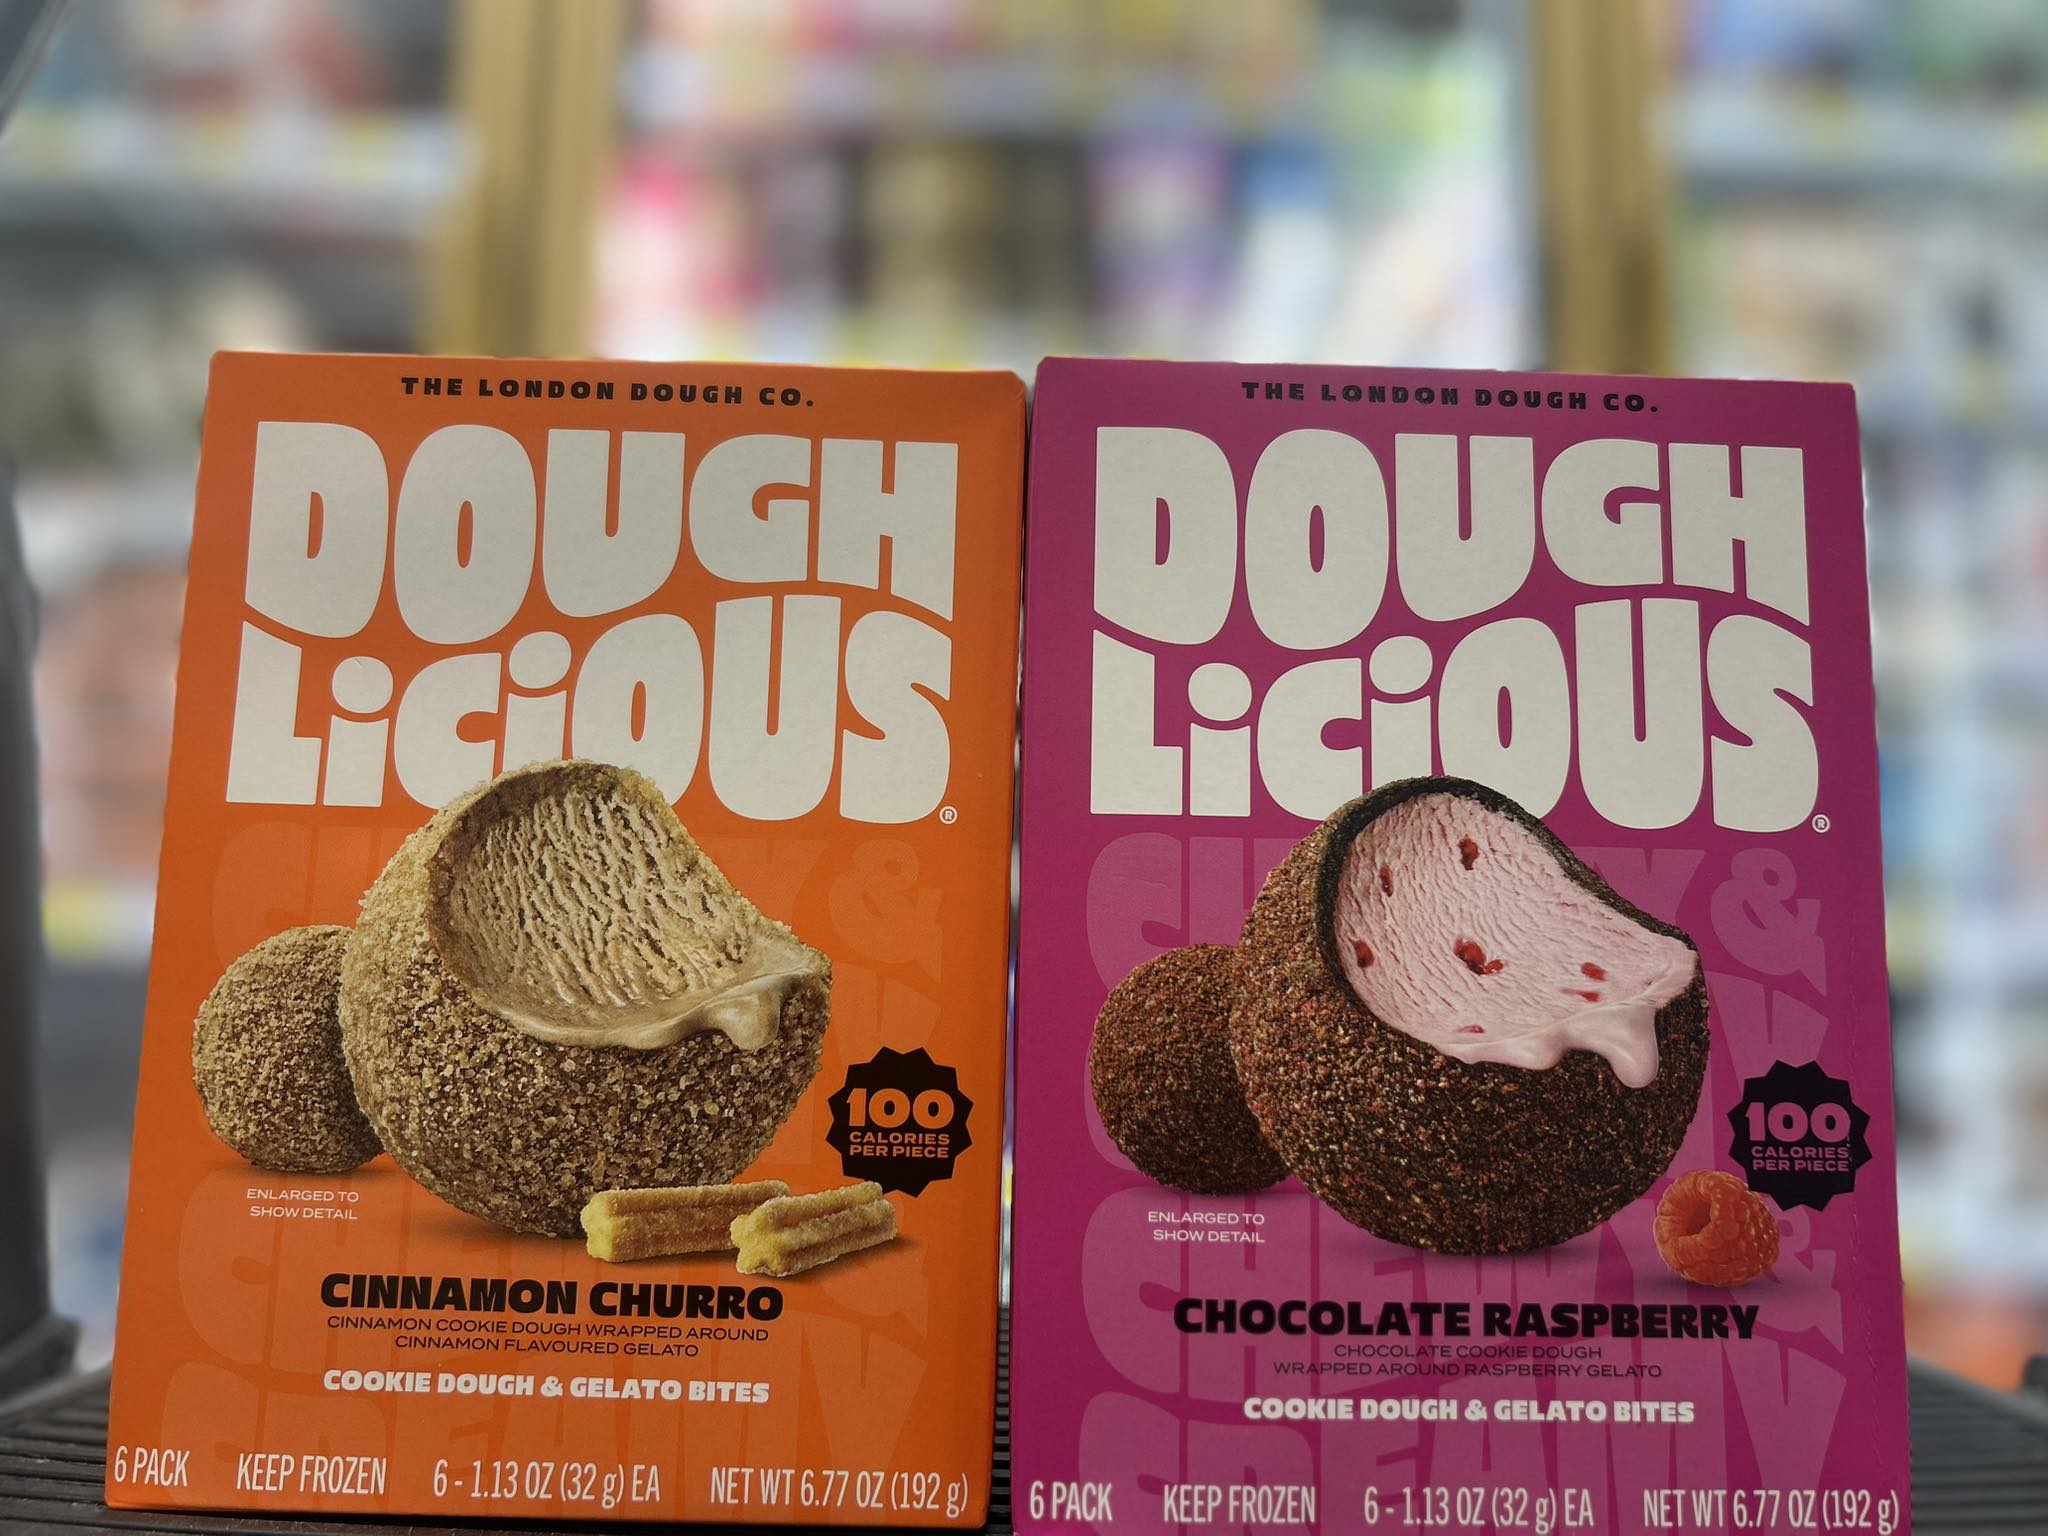 THE LONDON DOUGH CO.
DOUGH
LiCiOUS®
100
CALORIES
PER PIECE
ENLARGED TO
SHOW DETAIL
CINNAMON CHURRO
CINNAMON COOKIE DOUGH WRAPPED AROUND
CINNAMON FLAVOURED GELATO
COOKIE DOUGH & GELATO BITES
6 PACK KEEP FROZEN 6 - 1.13 OZ (32 g) EA NET WT 6.77 OZ (192 g)
THE LONDON DOUGH CO.
DOUGH
LiCiOUS®
CHEWY &
100
CALORIES
PER PIECE
ENLARGED TO
SHOW DETAIL
CHEWY &
CHOCOLATE RASPBERRY
CHOCOLATE COOKIE DOUGH
WRAPPED AROUND RASPBERRY GELATO
COOKIE DOUGH & GELATO BITES
CREAMY
6 PACK KEEP FROZEN 6 - 1.13 OZ (32 g) EA NET WT 6.77 OZ (192 g)